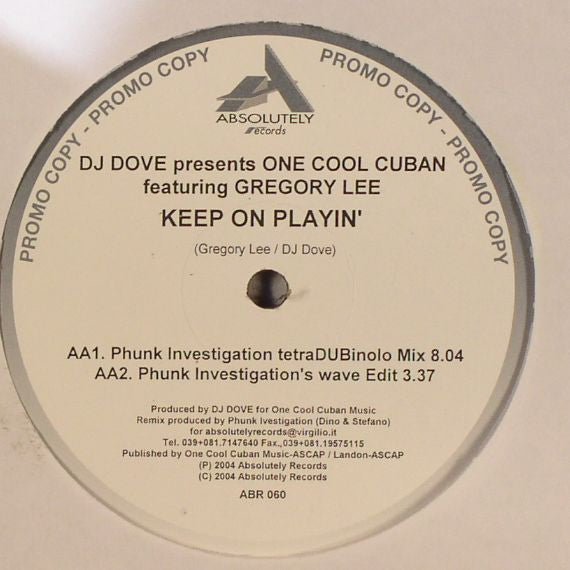 PROMO COPY - PROMO COPY
PROMO COPY - PROMO COPY
ABSOLUTELY
records
DJ DOVE presents ONE COOL CUBAN
featuring GREGORY LEE
KEEP ON PLAYIN'
(Gregory Lee / DJ Dove)
AA1. Phunk Investigation tetraDUBinolo Mix 8.04
AA2. Phunk Investigation's wave Edit 3.37
Produced by DJ DOVE for One Cool Cuban Music
Remix produced by Phunk Ivestigation (Dino & Stefano)
for absolutelyrecords@virgilio.it
Tel. 039+081.7147640 Fax.,039+081.19575115
Published by One Cool Cuban Music-ASCAP / Landon-ASCAP
(P) 2004 Absolutely Records
(C) 2004 Absolutely Records
ABR 060